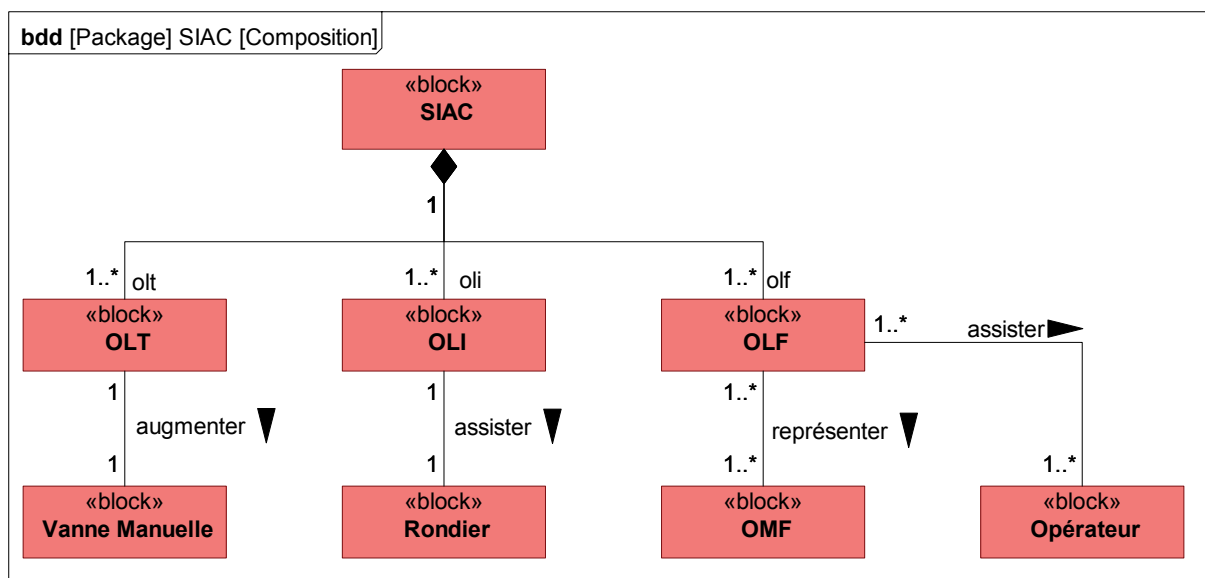 bdd [Package] SIAC [Composition]
«block»
SIAC
1
1..* olt
1..* oli
1..* olf
«block»
OLT
«block»
OLI
«block»
OLF
1..*
assister
1
1
1..*
augmenter
assister
représenter
1
1
1..*
1..*
«block»
Vanne Manuelle
«block»
Rondier
«block»
OMF
«block»
Opérateur